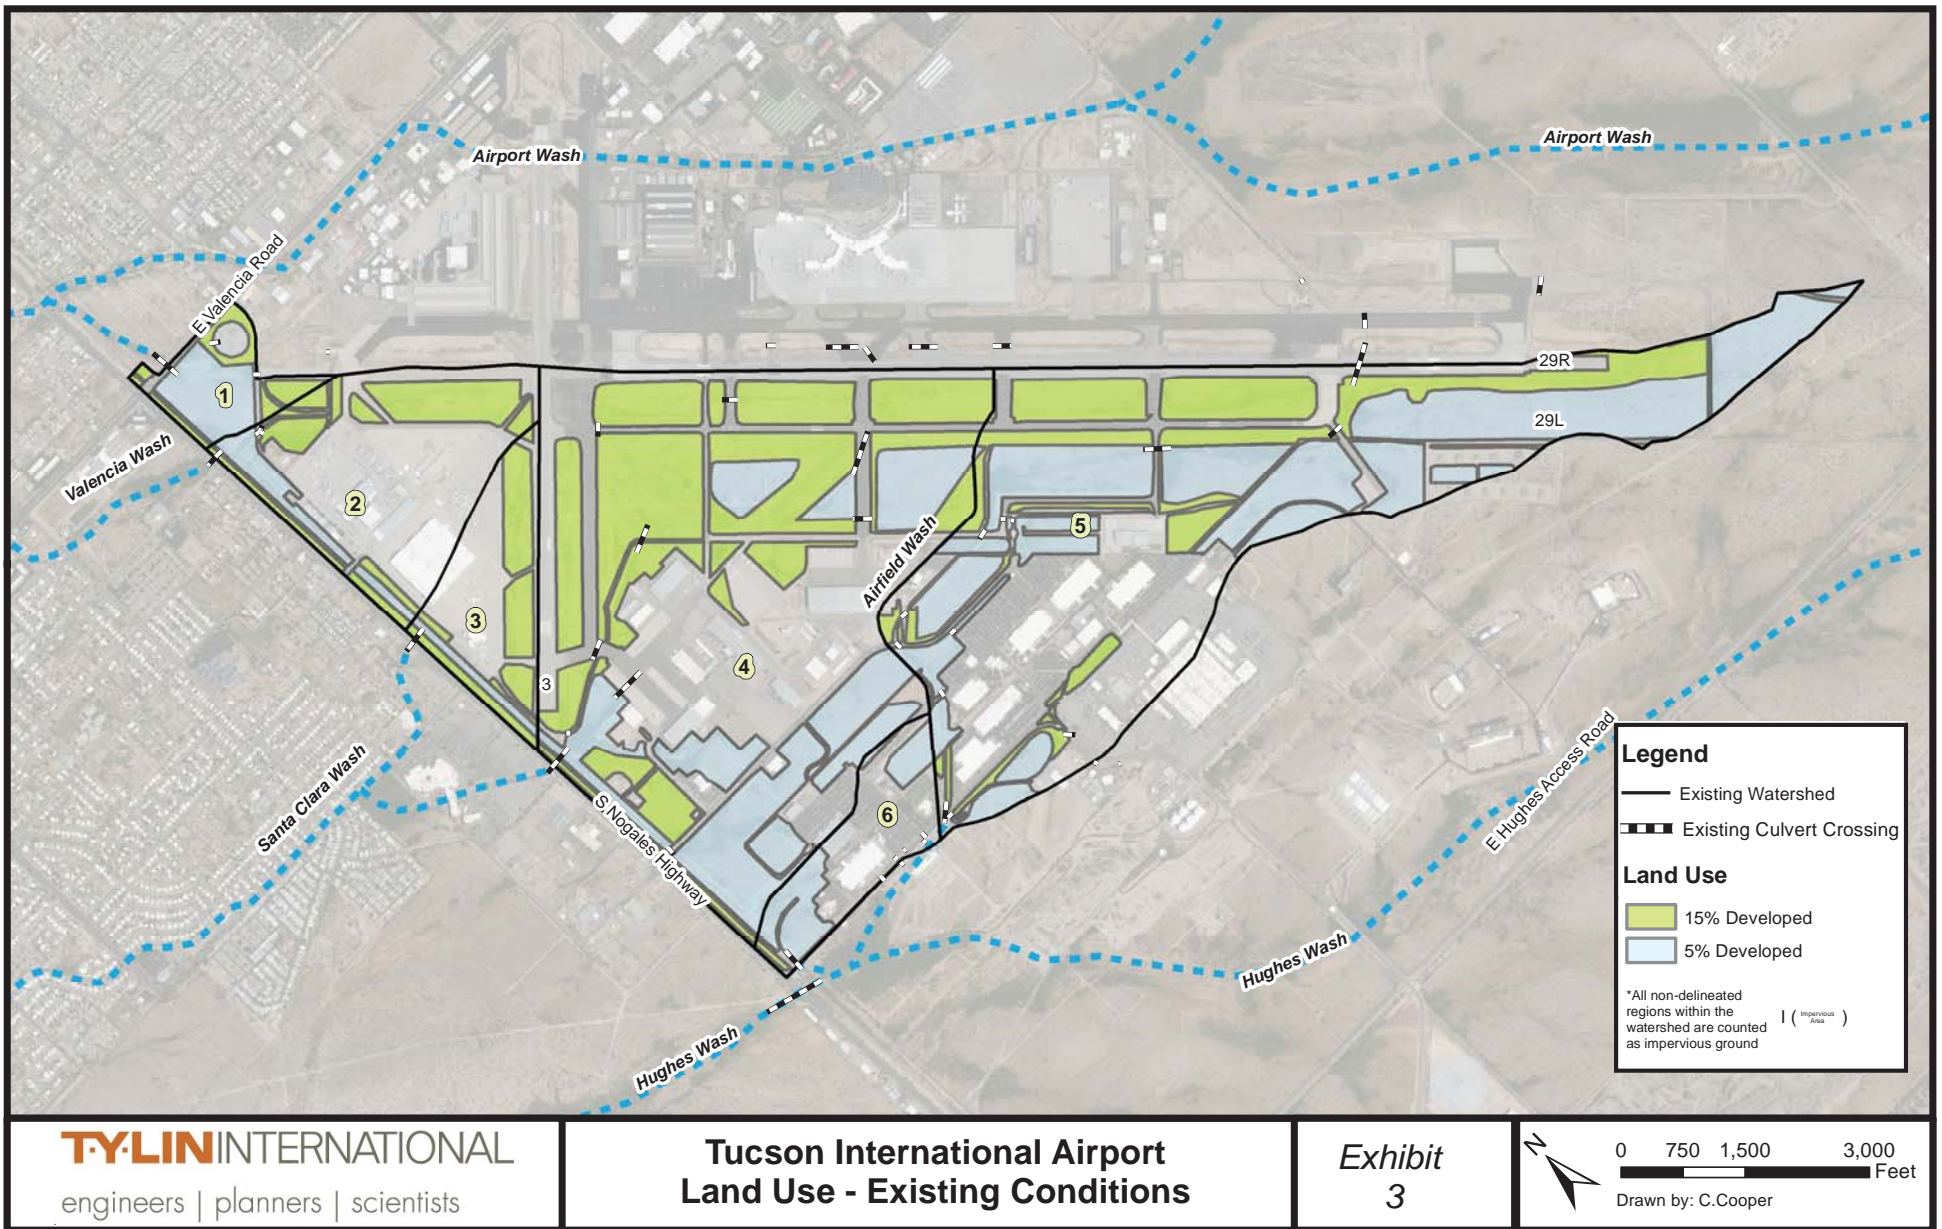 Airport Wash
Airport Wash
E Valencia Road
29R
1
29L
Valencia Wash
2
5
Airfield Wash
3
4
3
Santa Clara Wash
S Nogales Highway
6
E Hughes Access Road
Hughes Wash
Hughes Wash
Legend
Existing Watershed
Existing Culvert Crossing
Land Use
15% Developed
5% Developed
*All non-delineated
regions within the
watershed are counted
as impervious ground
I ( Impervious
Area )
T·Y·LININTERNATIONAL
engineers | planners | scientists
Tucson International Airport
Land Use - Existing Conditions
Exhibit
3
N
0 750 1,500 3,000
Feet
Drawn by: C.Cooper